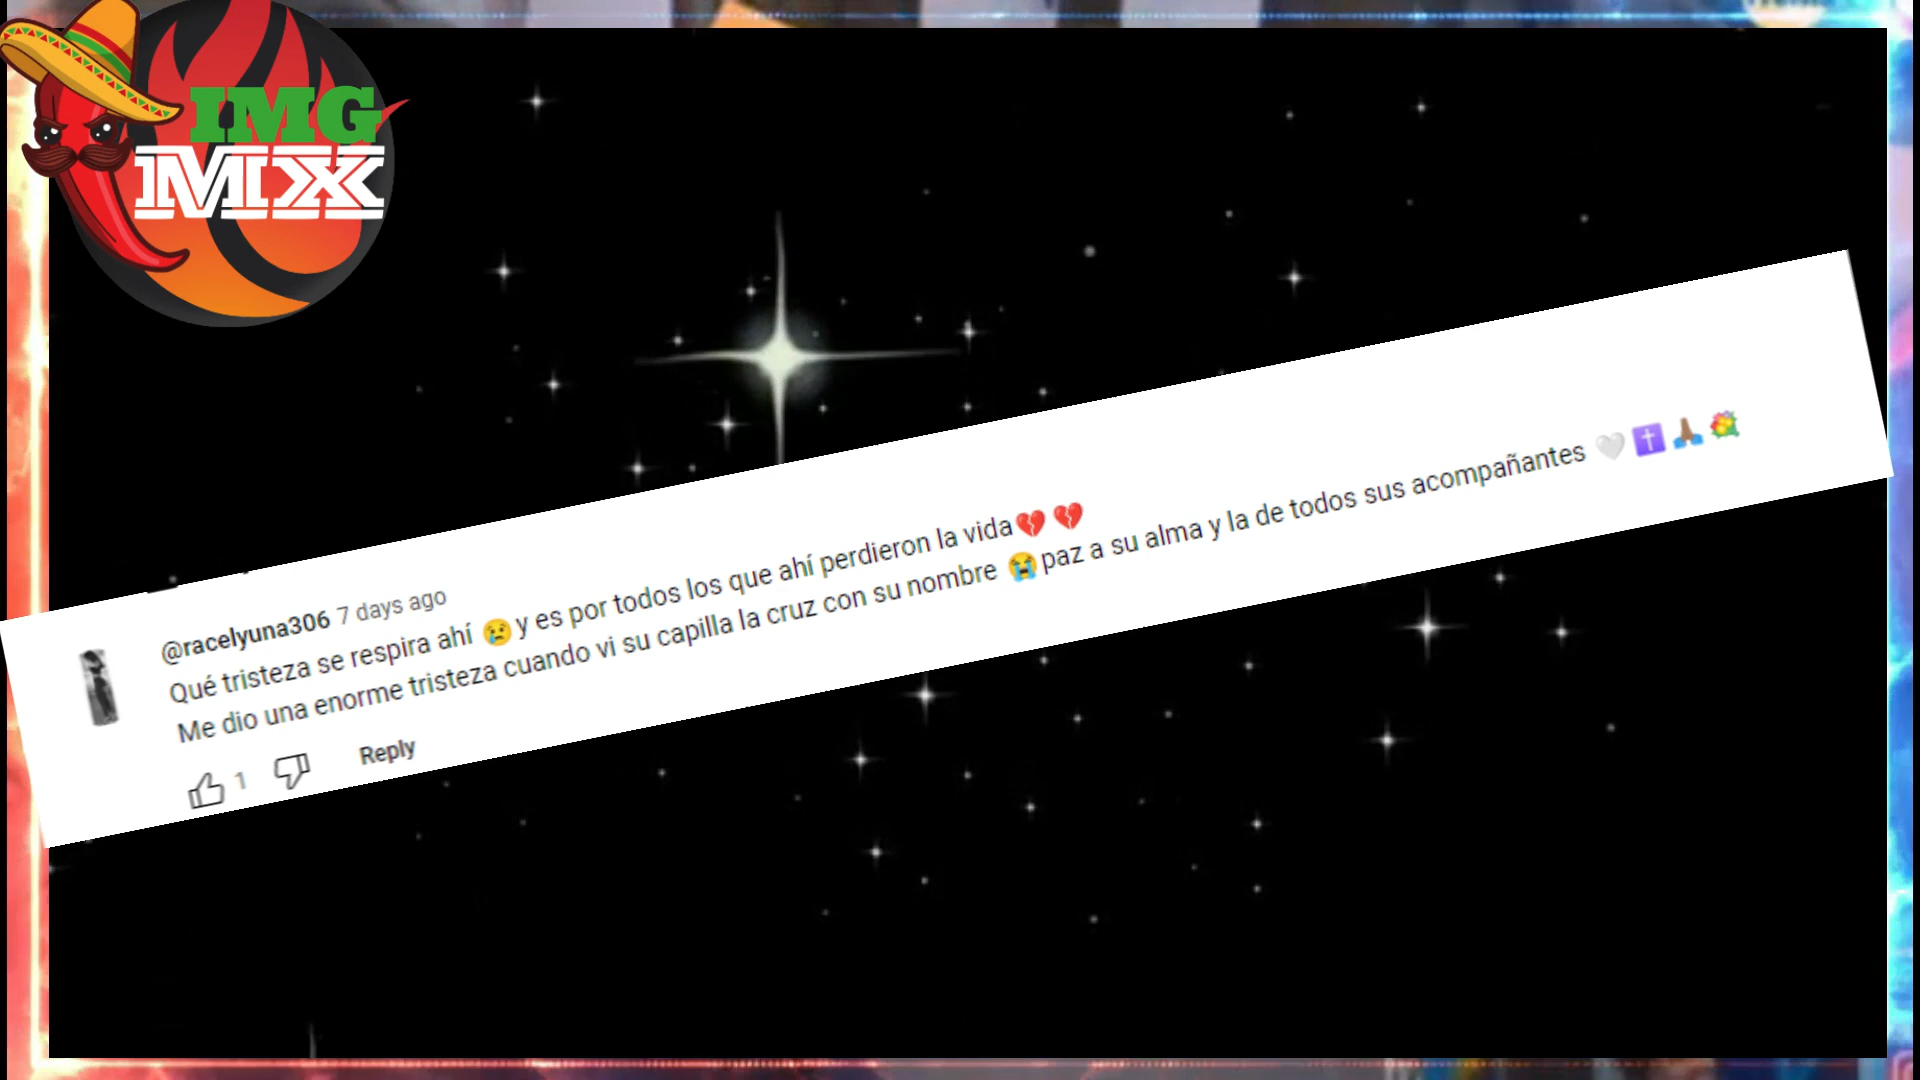 IMG
MX
@racelyuna306 7 days ago
Qué tristeza se respira ahí 😢y es por todos los que ahí perdieron la vida💔💔
Me dio una enorme tristeza cuando vi su capilla la cruz con su nombre 😭paz a su alma y la de todos sus acompañantes 🤍✝️🙏🏾💐
1 Reply